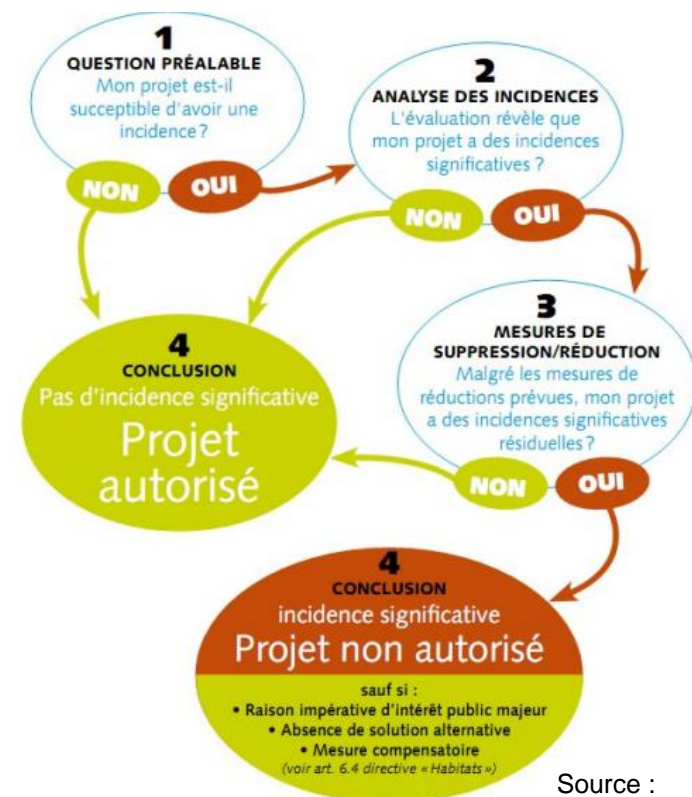 1
QUESTION PRÉALABLE
Mon projet est-il
succeptible d'avoir une
incidence ?
NON
OUI
2
ANALYSE DES INCIDENCES
L'évaluation révèle que
mon projet a des incidences
significatives ?
NON
OUI
3
MESURES DE
SUPPRESSION/RÉDUCTION
Malgré les mesures de
réductions prévues, mon projet
a des incidences significatives
résiduelles ?
NON
OUI
4
CONCLUSION
Pas d'incidence significative
Projet
autorisé
4
CONCLUSION
incidence significative
Projet non autorisé
sauf si :
• Raison impérative d'intérêt public majeur
• Absence de solution alternative
• Mesure compensatoire
(voir art. 6.4 directive « Habitats »)
Source :